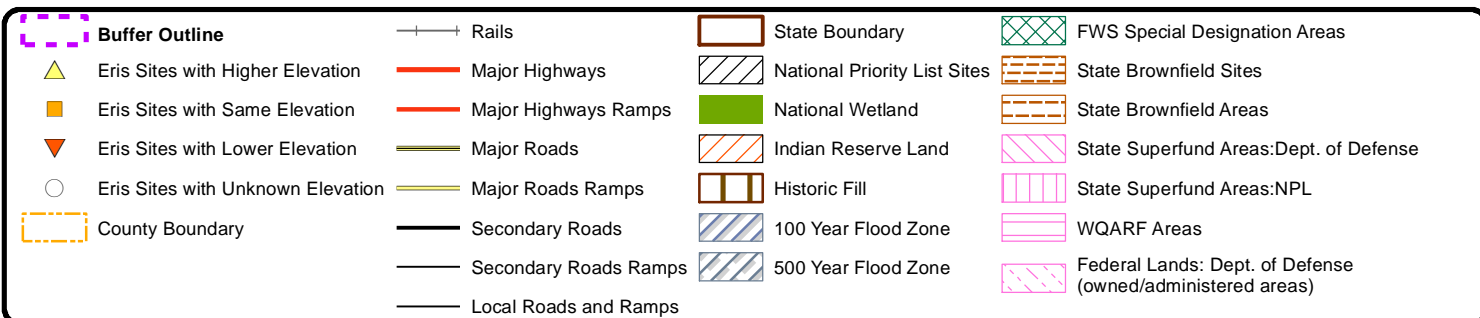 Buffer Outline
Eris Sites with Higher Elevation
Eris Sites with Same Elevation
Eris Sites with Lower Elevation
Eris Sites with Unknown Elevation
County Boundary
Rails
Major Highways
Major Highways Ramps
Major Roads
Major Roads Ramps
Secondary Roads
Secondary Roads Ramps
Local Roads and Ramps
State Boundary
National Priority List Sites
National Wetland
Indian Reserve Land
Historic Fill
100 Year Flood Zone
500 Year Flood Zone
FWS Special Designation Areas
State Brownfield Sites
State Brownfield Areas
State Superfund Areas:Dept. of Defense
State Superfund Areas:NPL
WQARF Areas
Federal Lands: Dept. of Defense
(owned/administered areas)